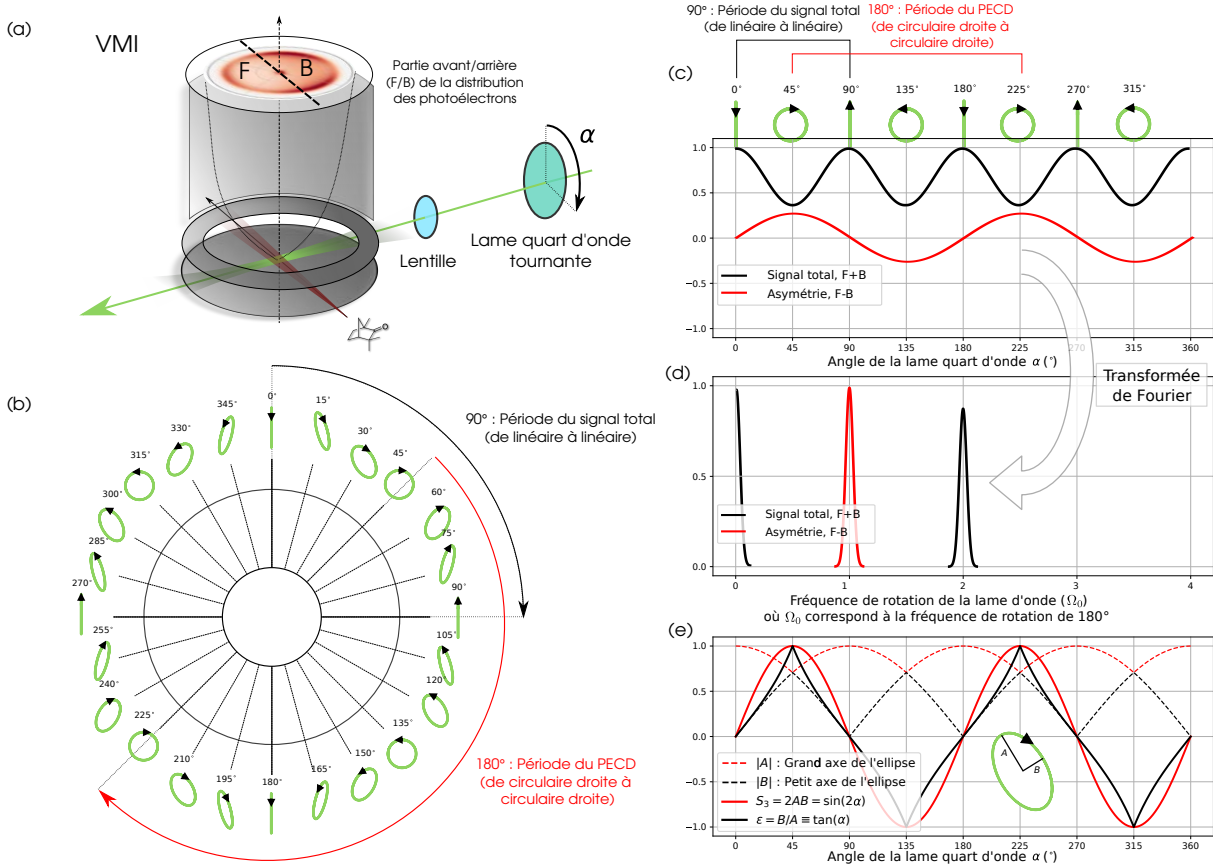 (a)
VMI
F B
Partie avant/arrière
(F/B) de la distribution
des photoélectrons
α
Lentille
Lame quart d'onde
tournante
O
(b)
90° : Période du signal total
(de linéaire à linéaire)
180° : Période du PECD
(de circulaire droite à
circulaire droite)
0°
15°
30°
45°
60°
75°
90°
105°
120°
135°
150°
165°
180°
195°
210°
225°
240°
255°
270°
285°
300°
315°
330°
345°
90° : Période du signal total
(de linéaire à linéaire)
180° : Période du PECD
(de circulaire droite à
circulaire droite)
(c)
0° 45° 90° 135° 180° 225° 270° 315°
1.0
0.5
0.0
−0.5
−1.0
Signal total, F+B
Asymétrie, F-B
0 45 90 135 180 225 270 315 360
Angle de la lame quart d'onde α (°)
(d)
Transformée
de Fourier
1.0
0.5
0.0
Signal total, F+B
Asymétrie, F-B
0 1 2 3 4
Fréquence de rotation de la lame d'onde (Ω₀)
où Ω₀ correspond à la fréquence de rotation de 180°
(e)
1.0
0.5
0.0
−0.5
−1.0
A
B
|A| : Grand axe de l'ellipse
|B| : Petit axe de l'ellipse
S₃ = 2AB = sin(2α)
ε = B/A ≡ tan(α)
0 45 90 135 180 225 270 315 360
Angle de la lame quart d'onde α (°)